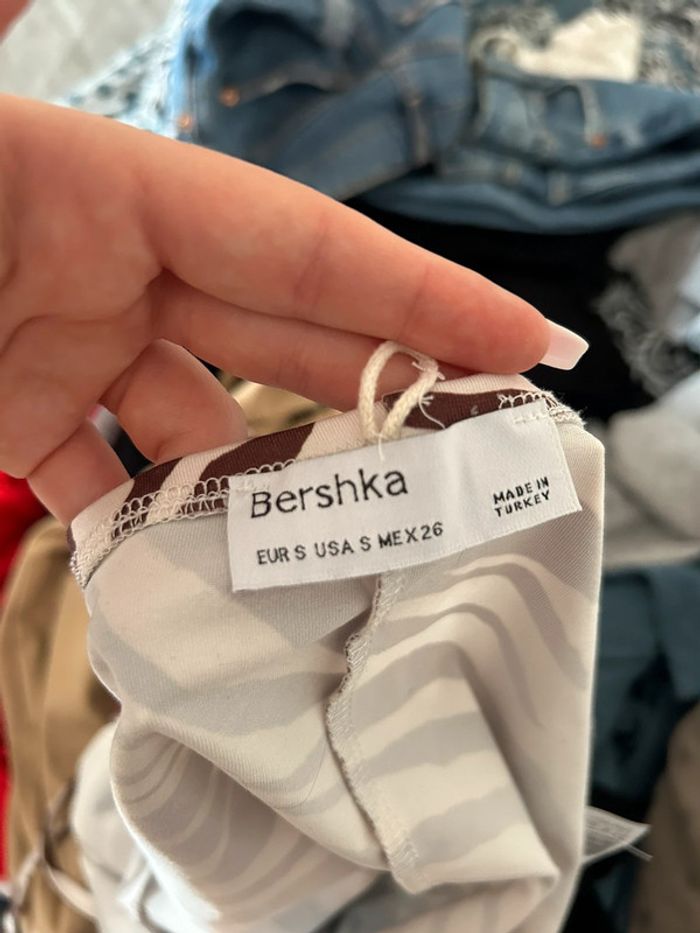 Bershka
EUR S USA S MEX 26
MADE IN
TURKEY